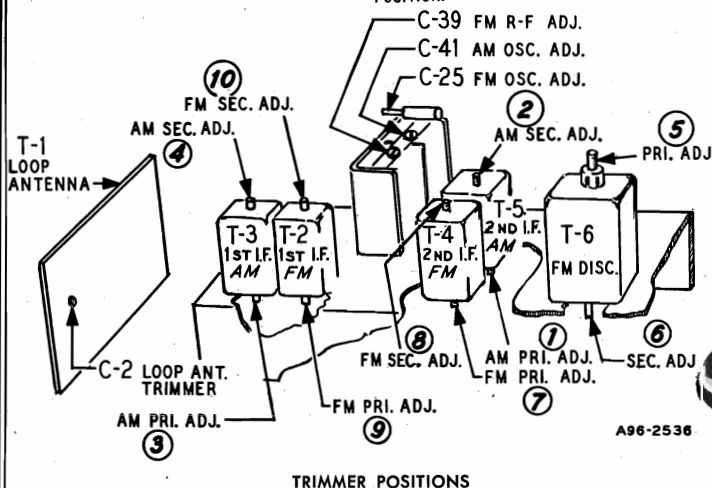 C-39 FM R-F ADJ.
C-41 AM OSC. ADJ.
C-25 FM OSC. ADJ.
10
FM SEC. ADJ.
AM SEC. ADJ.
4
2
AM SEC. ADJ.
5
PRI. ADJ
T-1
LOOP
ANTENNA
T-3
1ST I.F.
AM
T-2
1ST I.F.
FM
T-4
2ND I.F.
FM
T-5
2ND I.F.
AM
T-6
FM DISC.
C-2 LOOP ANT.
TRIMMER
8
FM SEC. ADJ.
1
AM PRI. ADJ.
FM PRI. ADJ.
7
6
SEC. ADJ
AM PRI. ADJ.
3
FM PRI. ADJ.
9
A96-2536
TRIMMER POSITIONS